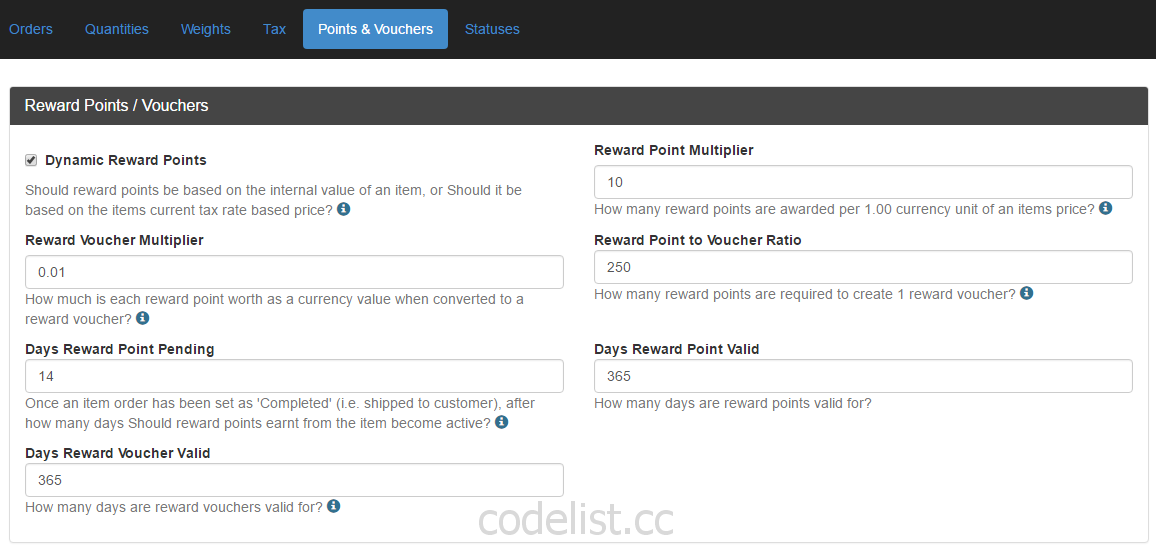 Orders Quantities Weights Tax Points & Vouchers Statuses
Reward Points / Vouchers
Dynamic Reward Points
Should reward points be based on the internal value of an item, or Should it be
based on the items current tax rate based price?
Reward Point Multiplier
10
How many reward points are awarded per 1.00 currency unit of an items price?
Reward Voucher Multiplier
0.01
How much is each reward point worth as a currency value when converted to a
reward voucher?
Reward Point to Voucher Ratio
250
How many reward points are required to create 1 reward voucher?
Days Reward Point Pending
14
Once an item order has been set as 'Completed' (i.e. shipped to customer), after
how many days Should reward points earnt from the item become active?
Days Reward Point Valid
365
How many days are reward points valid for?
Days Reward Voucher Valid
365
How many days are reward vouchers valid for?
codelist.cc